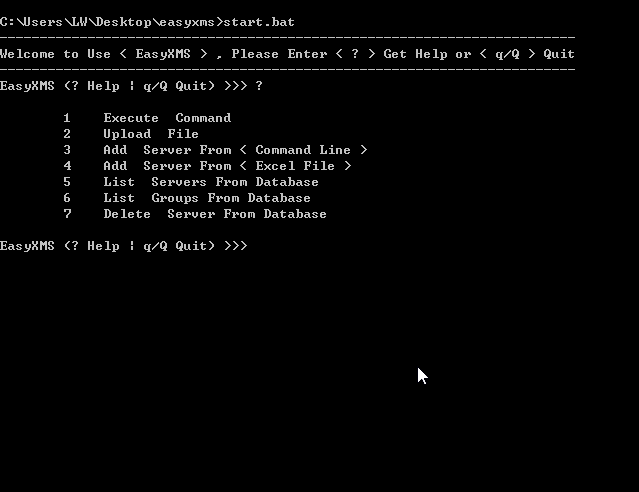 C:\Users\LW\Desktop\easyxms>start.bat
------------------------------------------------------------------------
Welcome to Use < EasyXMS > , Please Enter < ? > Get Help or < q/Q > Quit
------------------------------------------------------------------------
EasyXMS (? Help | q/Q Quit) >>> ?
1    Execute  Command
2    Upload  File
3    Add  Server From < Command Line >
4    Add  Server From < Excel File >
5    List  Servers From Database
6    List  Groups From Database
7    Delete  Server From Database
EasyXMS (? Help | q/Q Quit) >>>